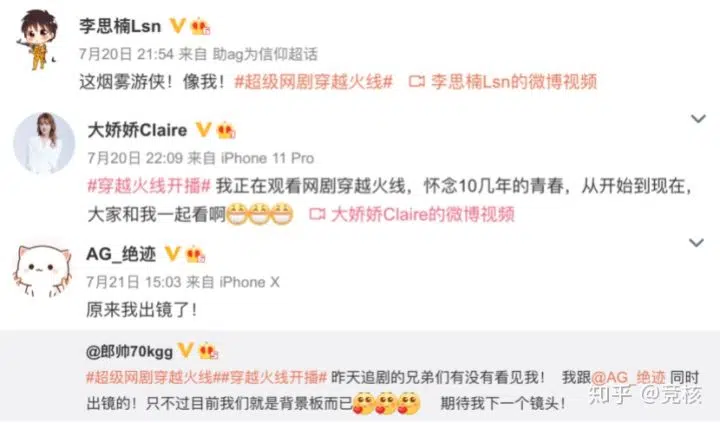 李思楠Lsn
7月20日 21:54 来自 助ag为信仰超话
这烟雾游侠！像我！#超级网剧穿越火线# 李思楠Lsn的微博视频
大娇娇Claire
7月20日 22:09 来自 iPhone 11 Pro
#穿越火线开播# 我正在观看网剧穿越火线，怀念10几年的青春，从开始到现在，
大家和我一起看啊 大娇娇Claire的微博视频
AG_绝迹
7月21日 15:03 来自 iPhone X
原来我出镜了！
@郎帅70kgg
#超级网剧穿越火线##穿越火线开播# 昨天追剧的兄弟们有没有看见我！ 我跟@AG_绝迹 同时
出镜的！只不过目前我们就是背景板而已 期待我下一个镜头！
知乎 @竞核